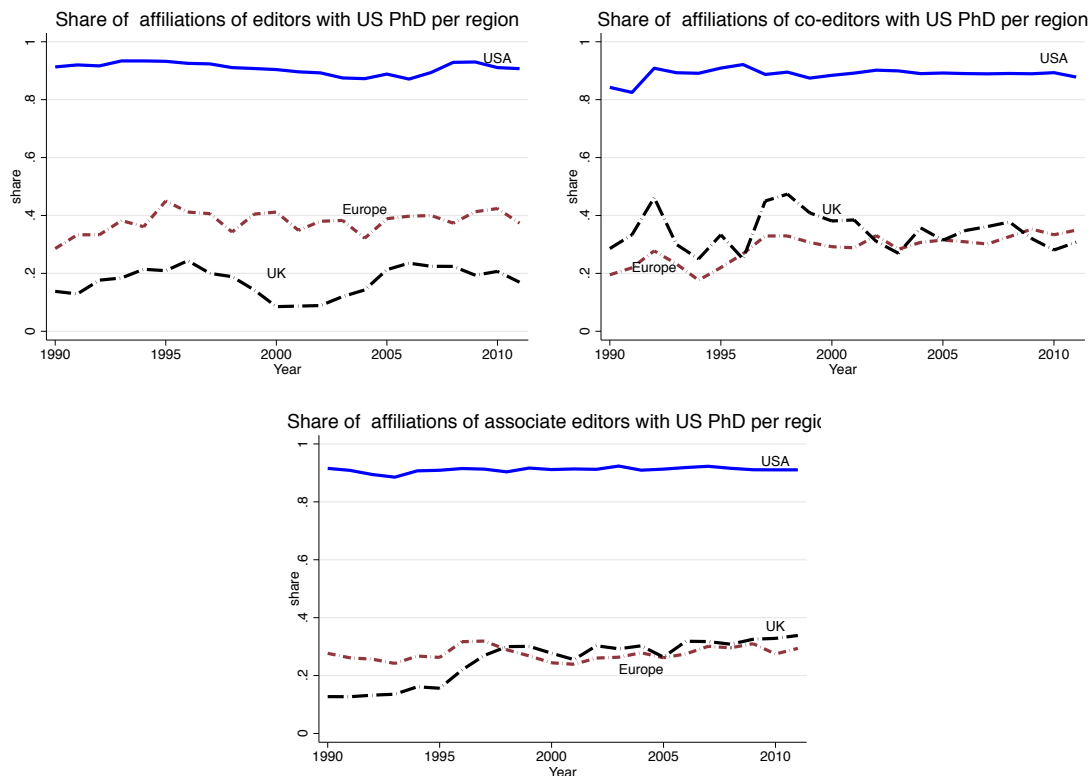 Share of affiliations of editors with US PhD per region
share
1
.8
.6
.4
.2
0
USA
Europe
UK
1990 1995 2000 2005 2010
Year
Share of affiliations of co-editors with US PhD per region
share
1
.8
.6
.4
.2
0
USA
UK
Europe
1990 1995 2000 2005 2010
Year
Share of affiliations of associate editors with US PhD per regic
share
1
.8
.6
.4
.2
0
USA
UK
Europe
1990 1995 2000 2005 2010
Year